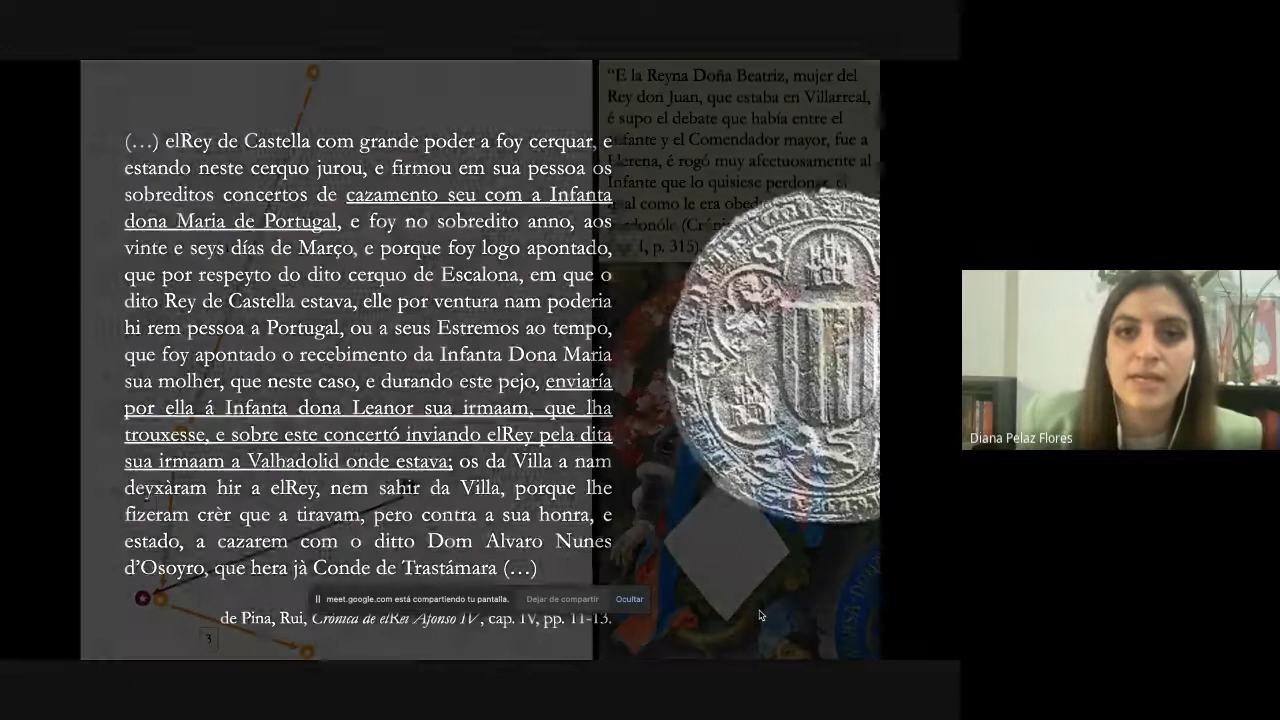 (…) elRey de Castella com grande poder a foy cerquar, e
estando neste cerquo jurou, e firmou em sua pessoa os
sobreditos concertos de cazamento seu com a Infanta
dona Maria de Portugal, e foy no sobredito anno, aos
vinte e seys días de Março, e porque foy logo apontado,
que por respeyto do dito cerquo de Escalona, em que o
dito Rey de Castella estava, elle por ventura nam poderia
hi rem pessoa a Portugal, ou a seus Estremos ao tempo,
que foy apontado o recebimento da Infanta Dona Maria
sua molher, que neste caso, e durando este pejo, enviaría
por ella á Infanta dona Leanor sua irmaam, que lha
trouxesse, e sobre este concertó inviando elRey pela dita
sua irmaam a Valhadolid onde estava; os da Villa a nam
deyxàram hir a elRey, nem sahir da Villa, porque lhe
fizeram crèr que a tiravam, pero contra a sua honra, e
estado, a cazarem com o ditto Dom Alvaro Nunes
d’Osoyro, que hera jà Conde de Trastámara (…)
de Pina, Rui, Crónica de elRei Afonso IV, cap. IV, pp. 11-13.
3
“E la Reyna Doña Beatriz, mujer del
Rey don Juan, que estaba en Villarreal,
é supo el debate que había entre el
y el Comendador mayor, fue a
é rogó muy afectuosamente al
Infante que lo quisiese
como le era
p. 315).
meet.google.com está compartiendo tu pantalla.
Dejar de compartir
Ocultar
Diana Pelaz Flores